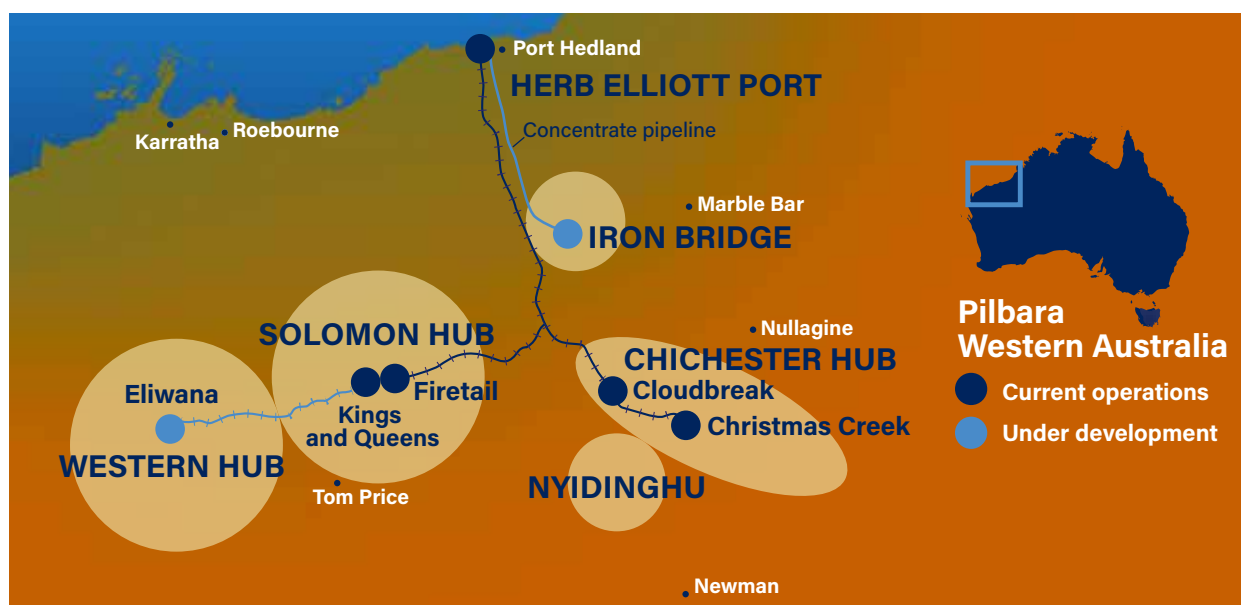 Port Hedland
HERB ELLIOTT PORT
Concentrate pipeline
Karratha
Roebourne
Marble Bar
IRON BRIDGE
SOLOMON HUB
Nullagine
CHICHESTER HUB
Eliwana
Firetail
Kings
and Queens
Cloudbreak
Christmas Creek
WESTERN HUB
Tom Price
NYIDINGHU
Newman
Pilbara
Western Australia
Current operations
Under development